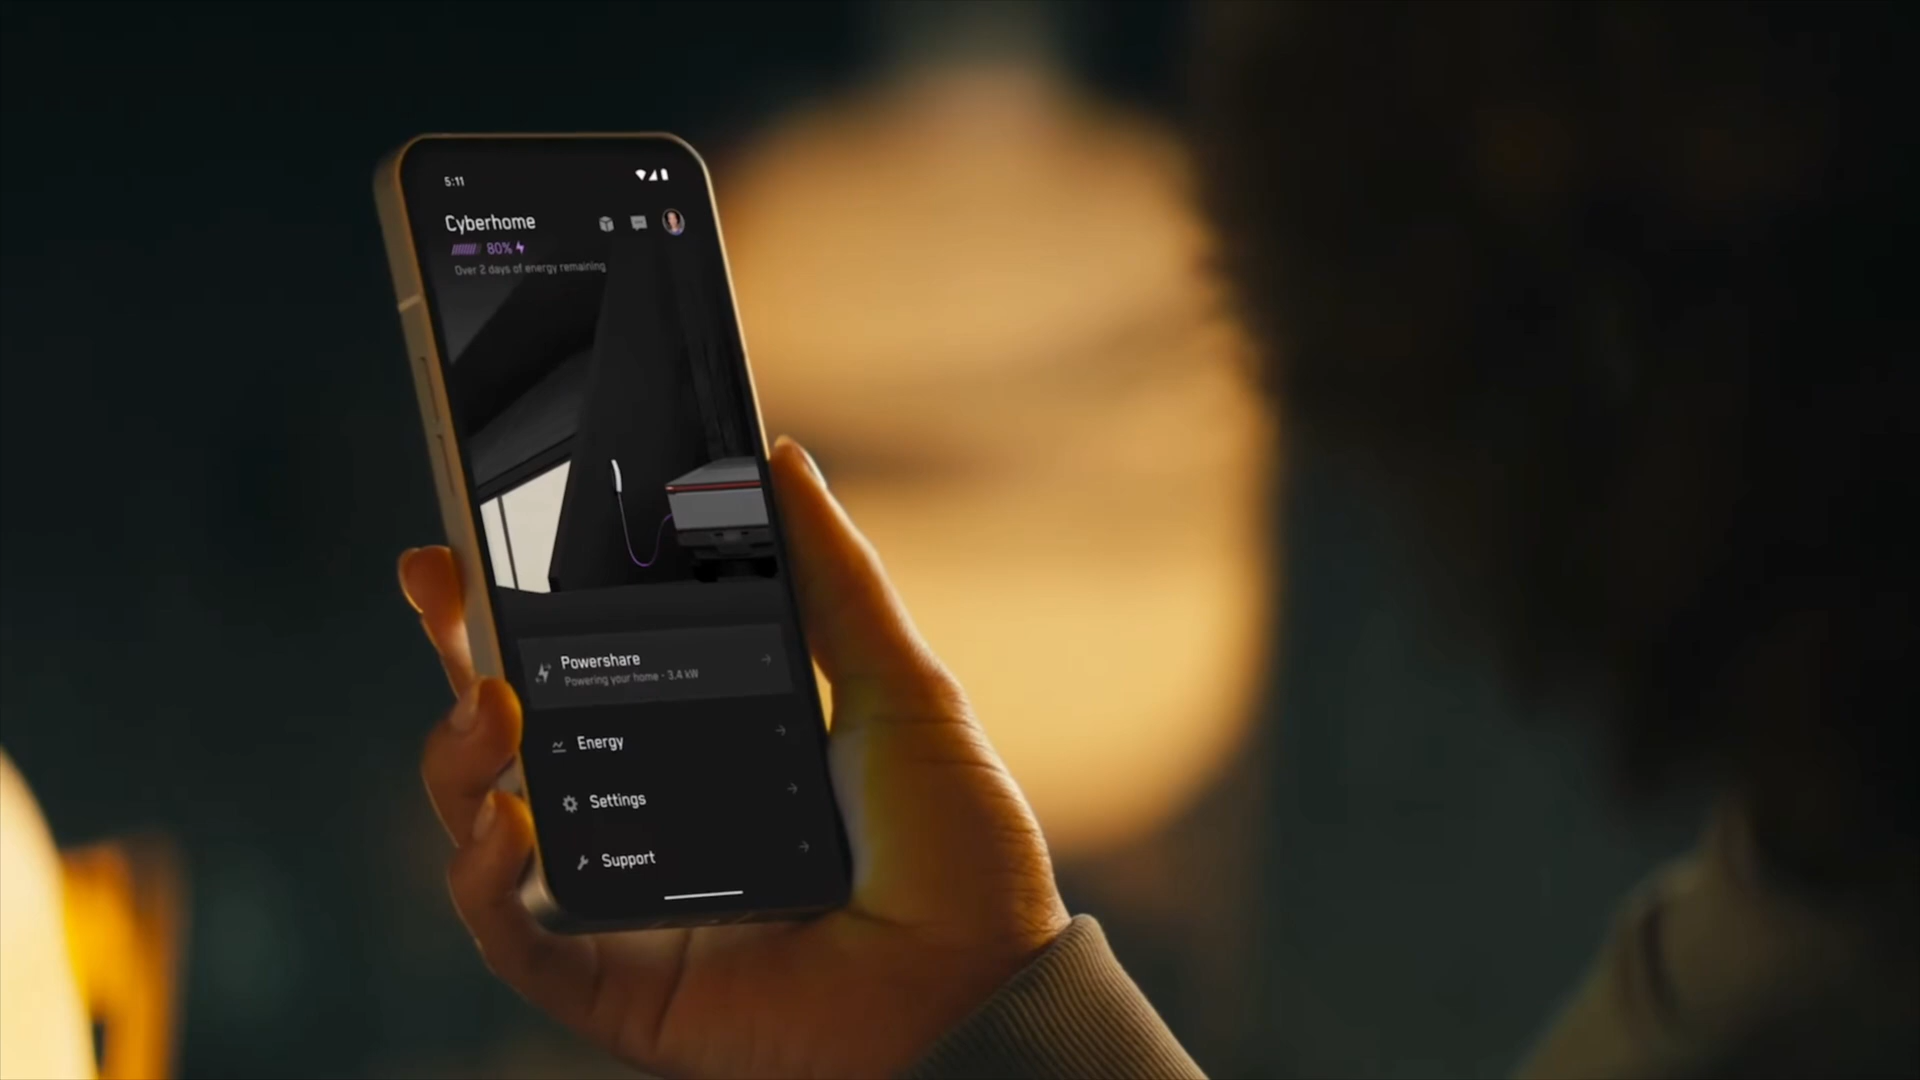 5:11
Cyberhome
80%
Over 2 days of energy remaining
Powershare
Powering your home - 3.4 kW
Energy
Settings
Support